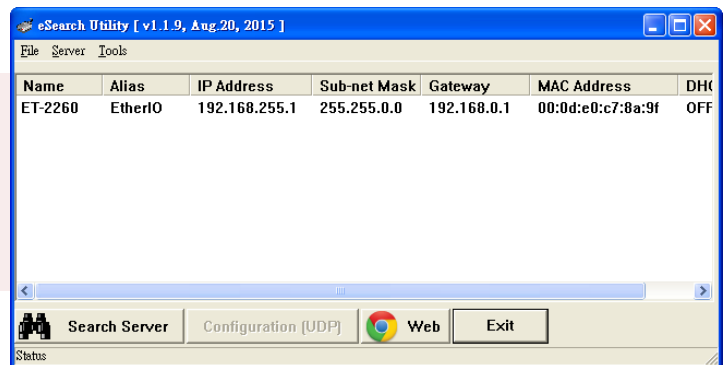 eSearch Utility [ v1.1.9, Aug.20, 2015 ]
File Server Tools
Name Alias IP Address Sub-net Mask Gateway MAC Address DHC
ET-2260 EtherIO 192.168.255.1 255.255.0.0 192.168.0.1 00:0d:e0:c7:8a:9f OFF
Search Server Configuration (UDP) Web Exit
Status